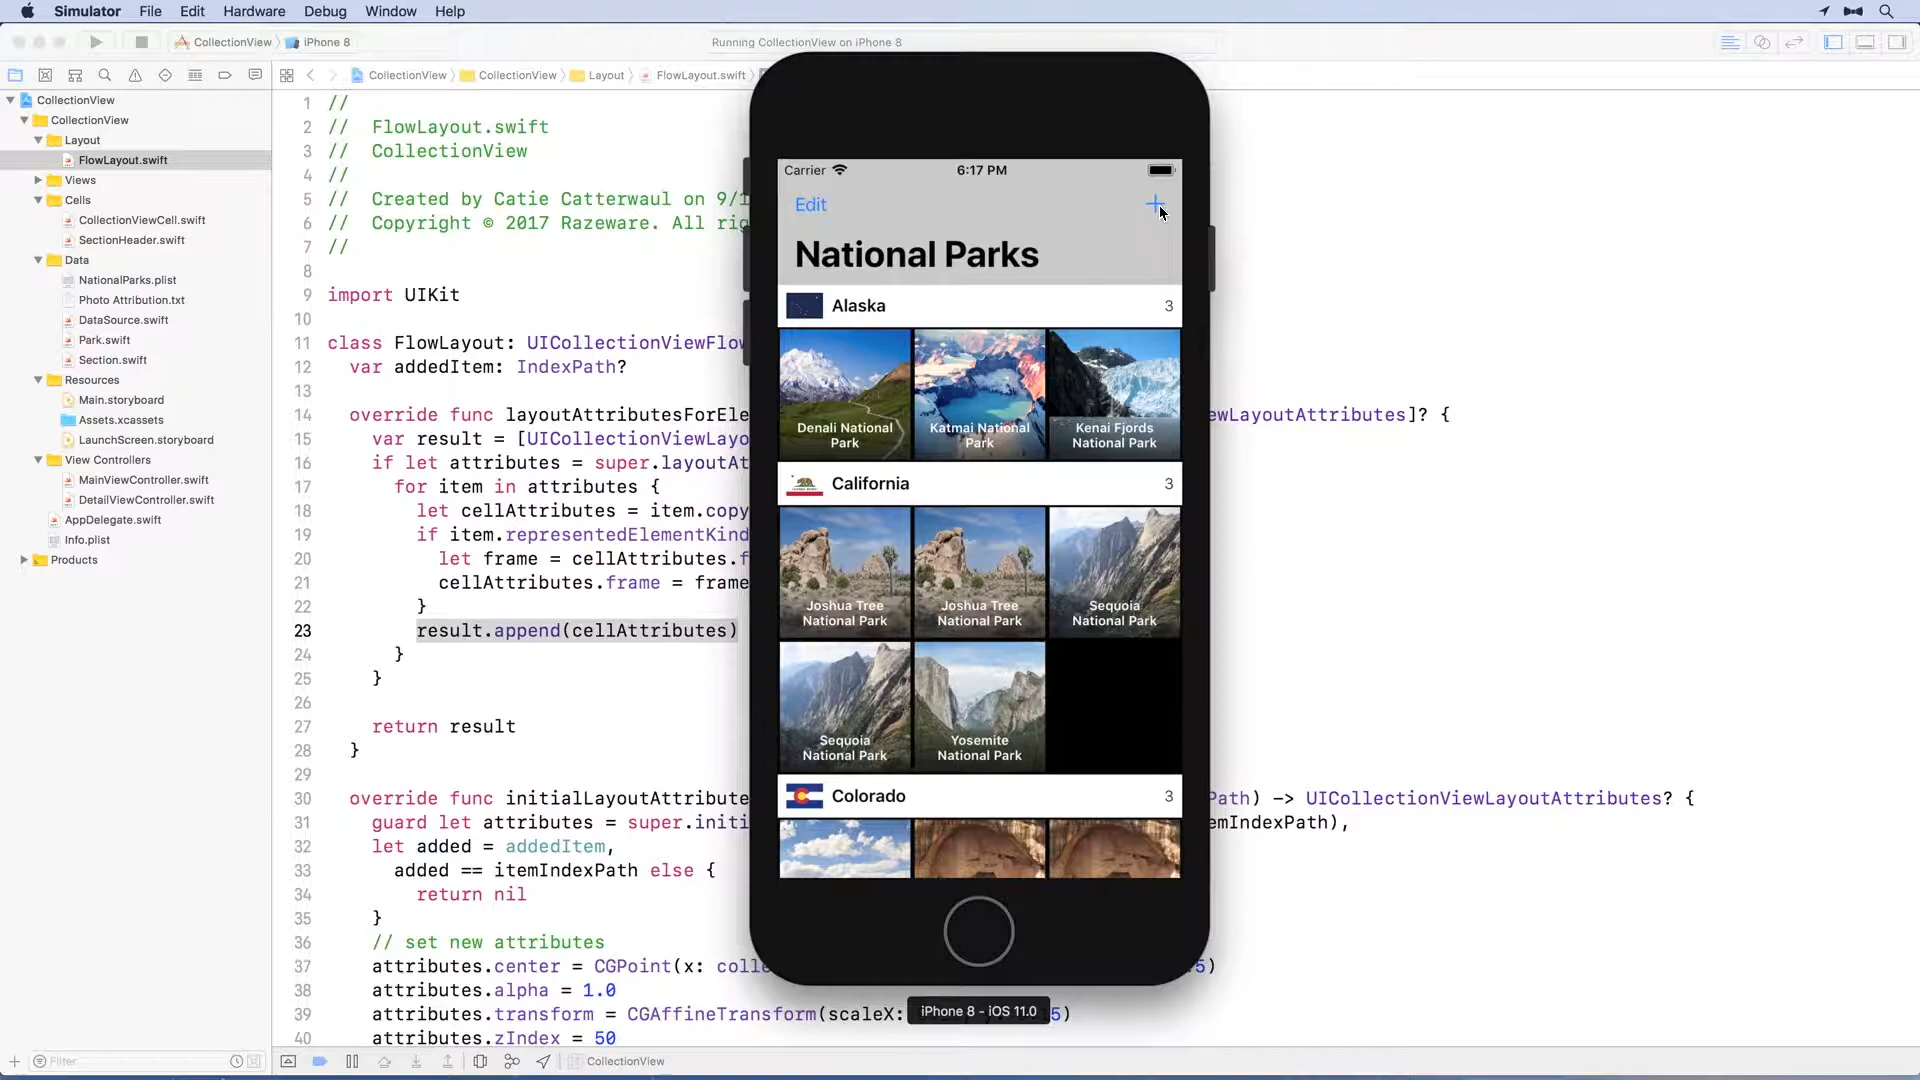 Simulator File Edit Hardware Debug Window Help
CollectionView iPhone 8 Running CollectionView on iPhone 8
CollectionView CollectionView Layout FlowLayout.swift
CollectionView
CollectionView
Layout
FlowLayout.swift
Views
Cells
CollectionViewCell.swift
SectionHeader.swift
Data
NationalParks.plist
Photo Attribution.txt
DataSource.swift
Park.swift
Section.swift
Resources
Main.storyboard
Assets.xcassets
LaunchScreen.storyboard
View Controllers
MainViewController.swift
DetailViewController.swift
AppDelegate.swift
Info.plist
Products
Filter
1 //
2 // FlowLayout.swift
3 // CollectionView
4 //
5 // Created by Catie Catterwaul on 9/1
6 // Copyright © 2017 Razeware. All rig
7 //
8
9 import UIKit
10
11 class FlowLayout: UICollectionViewFlow
12 var addedItem: IndexPath?
13
14 override func layoutAttributesForEle ewLayoutAttributes]? {
15 var result = [UICollectionViewLayo
16 if let attributes = super.layoutAt
17 for item in attributes {
18 let cellAttributes = item.copy
19 if item.representedElementKind
20 let frame = cellAttributes.f
21 cellAttributes.frame = frame
22 }
23 result.append(cellAttributes)
24 }
25 }
26
27 return result
28 }
29
30 override func initialLayoutAttribute Path) -> UICollectionViewLayoutAttributes? {
31 guard let attributes = super.initi emIndexPath),
32 let added = addedItem,
33 added == itemIndexPath else {
34 return nil
35 }
36 // set new attributes
37 attributes.center = CGPoint(x: colle 5)
38 attributes.alpha = 1.0
39 attributes.transform = CGAffineTransform(scaleX: 5)
40 attributes.zIndex = 50
CollectionView
Carrier 6:17 PM
Edit +
National Parks
Alaska 3
Denali National
Park
Katmai National
Park
Kenai Fjords
National Park
California 3
Joshua Tree
National Park
Joshua Tree
National Park
Sequoia
National Park
Sequoia
National Park
Yosemite
National Park
Colorado 3
iPhone 8 - iOS 11.0